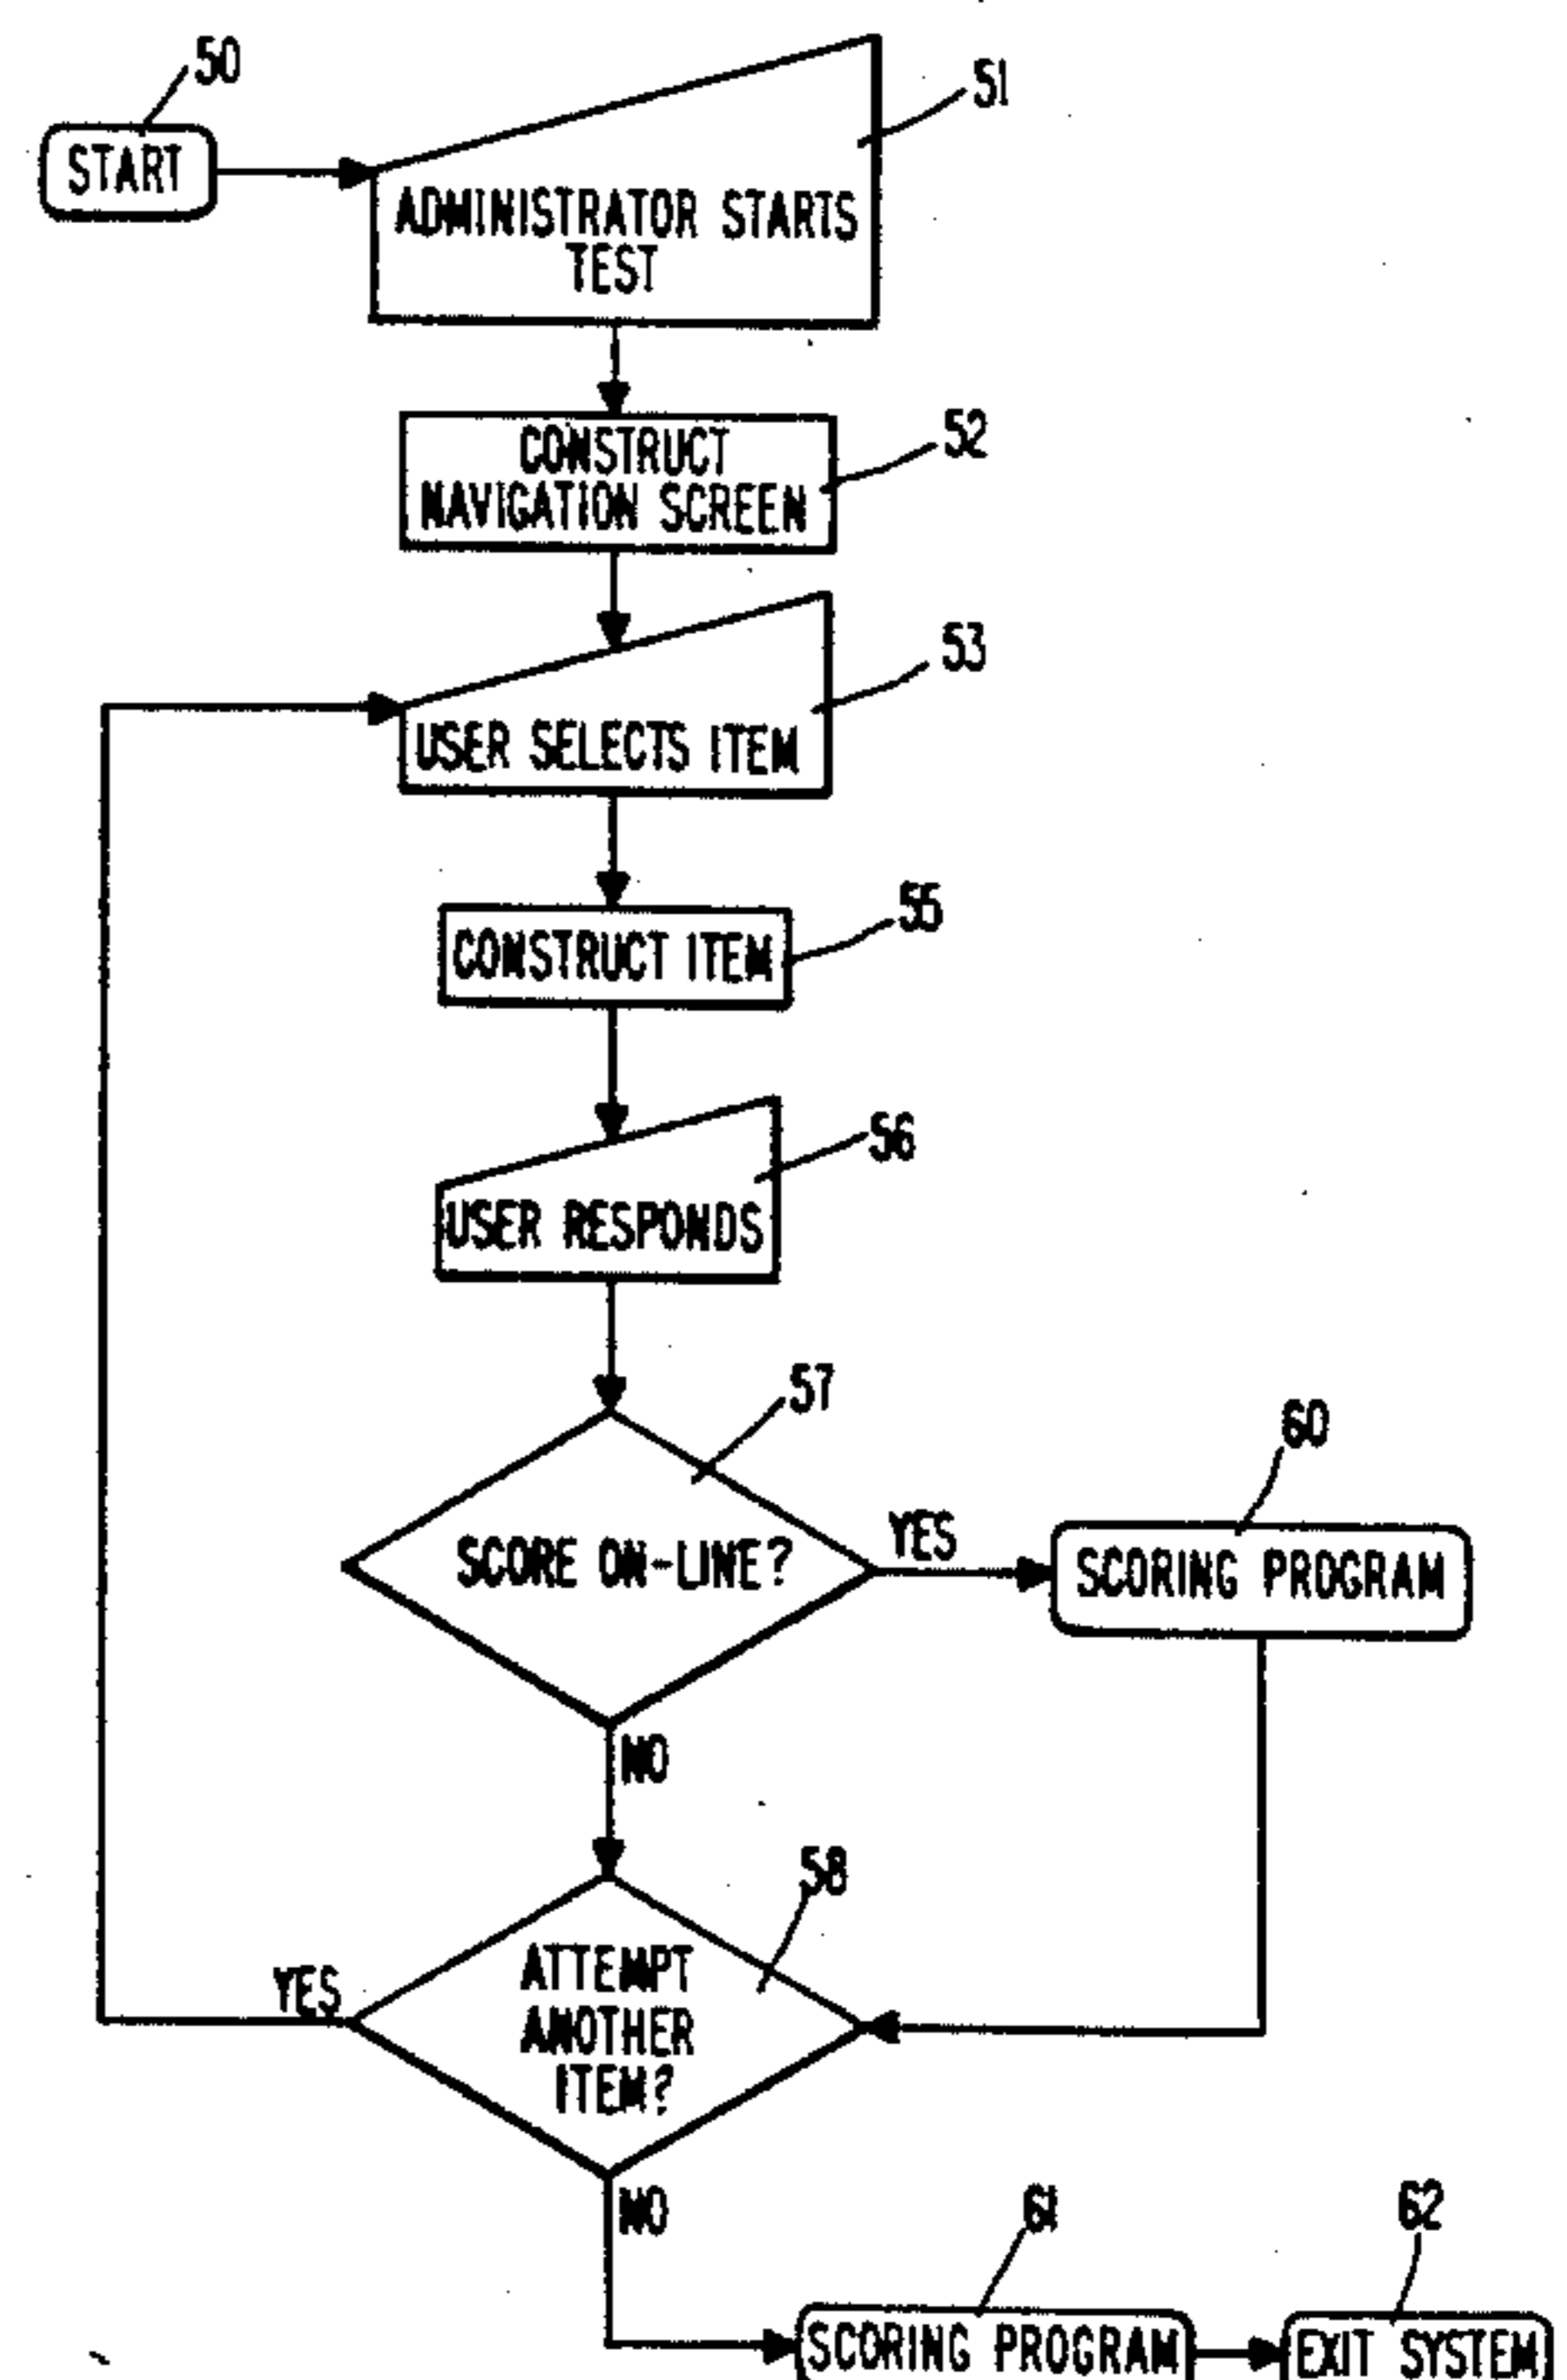 50
START
51
ADMINISTRATOR STARTS
TEST
52
CONSTRUCT
NAVIGATION SCREEN
53
USER SELECTS ITEM
55
CONSTRUCT ITEM
56
USER RESPONDS
57
SCORE ON-LINE?
YES
60
SCORING PROGRAM
NO
58
ATTEMPT
ANOTHER
ITEM?
YES
NO
61
SCORING PROGRAM
62
EXIT SYSTEM